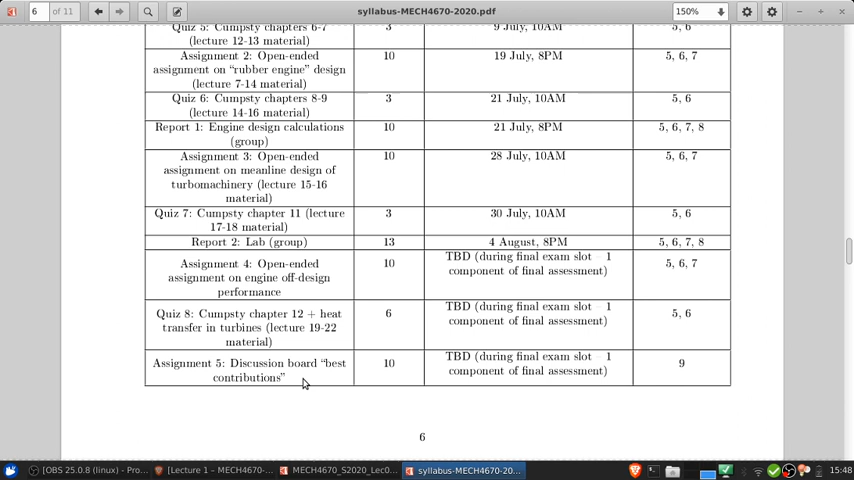 6 of 11
syllabus-MECH4670-2020.pdf
150%
Quiz 5: Cumpsty chapters 6-7 3 9 July, 10AM 5, 6
(lecture 12-13 material)
Assignment 2: Open-ended 10 19 July, 8PM 5, 6, 7
assignment on “rubber engine” design
(lecture 7-14 material)
Quiz 6: Cumpsty chapters 8-9 3 21 July, 10AM 5, 6
(lecture 14-16 material)
Report 1: Engine design calculations 10 21 July, 8PM 5, 6, 7, 8
(group)
Assignment 3: Open-ended 10 28 July, 10AM 5, 6, 7
assignment on meanline design of
turbomachinery (lecture 15-16
material)
Quiz 7: Cumpsty chapter 11 (lecture 3 30 July, 10AM 5, 6
17-18 material)
Report 2: Lab (group) 13 4 August, 8PM 5, 6, 7, 8
Assignment 4: Open-ended 10 TBD (during final exam slot – 1 5, 6, 7
assignment on engine off-design component of final assessment)
performance
Quiz 8: Cumpsty chapter 12 + heat 6 TBD (during final exam slot – 1 5, 6
transfer in turbines (lecture 19-22 component of final assessment)
material)
Assignment 5: Discussion board “best 10 TBD (during final exam slot – 1 9
contributions” component of final assessment)
6
[OBS 25.0.8 (linux) - Pro... [Lecture 1 – MECH4670-... MECH4670_S2020_Lec0... syllabus-MECH4670-20... 15:48